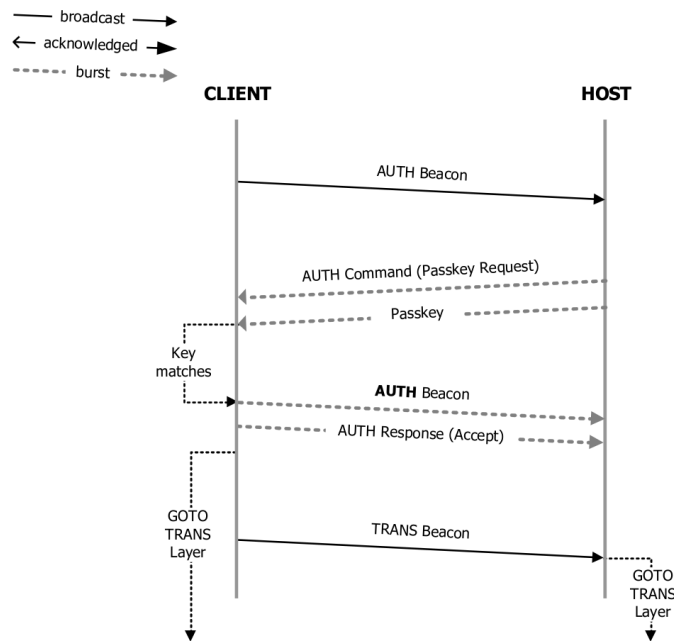 broadcast
acknowledged
burst
CLIENT
HOST
AUTH Beacon
AUTH Command (Passkey Request)
Passkey
Key
matches
AUTH Beacon
AUTH Response (Accept)
GOTO
TRANS
Layer
TRANS Beacon
GOTO
TRANS
Layer